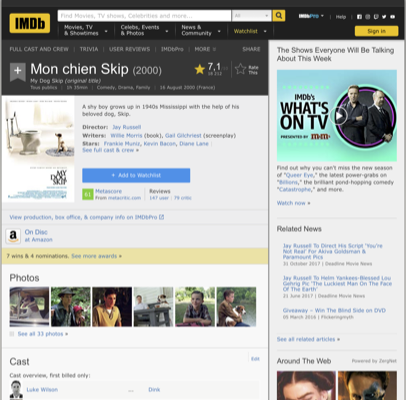 IMDb
Find Movies, TV shows, Celebrities and more...
All
IMDbPro
Help
Movies, TV
& Showtimes
Celebs, Events
& Photos
News &
Community
Watchlist
Sign in
FULL CAST AND CREW | TRIVIA | USER REVIEWS | IMDbPro | MORE
SHARE
+
Mon chien Skip (2000)
My Dog Skip (original title)
Tous publics | 1h 35min | Comedy, Drama, Family | 16 August 2000 (France)
7,1
Rate
This
A shy boy grows up in 1940s Mississippi with the help of his
beloved dog, Skip.
Director: Jay Russell
Writers: Willie Morris (book), Gail Gilchriest (screenplay)
Stars: Frankie Muniz, Kevin Bacon, Diane Lane |
See full cast & crew »
MY DOG
SKIP
+ Add to Watchlist
61
Metascore
From metacritic.com
Reviews
147 user | 79 critic
View production, box office, & company info on IMDbPro
a
On Disc
at Amazon
7 wins & 4 nominations. See more awards »
Photos
See all 33 photos »
Cast
Edit
Cast overview, first billed only:
Luke Wilson ... Dink
The Shows Everyone Will Be Talking
About This Week
IMDb's
WHAT'S
ON TV
PRESENTED BY m&m's
Find out why you can't miss the new season
of "Queer Eye," the latest power-grabs on
"Billions," the brilliant pond-hopping comedy
"Catastrophe," and more.
Watch now »
Related News
Jay Russell To Direct His Script 'You're
Not Real' For Akiva Goldsman &
Paramount Pics
31 October 2017 | Deadline Movie News
Jay Russell To Helm Yankees-Blessed Lou
Gehrig Pic 'The Luckiest Man On The Face
Of The Earth'
21 June 2017 | Deadline Movie News
Giveaway – Win The Blind Side on DVD
05 March 2016 | Flickeringmyth
See all related articles »
Around The Web
Powered by ZergNet